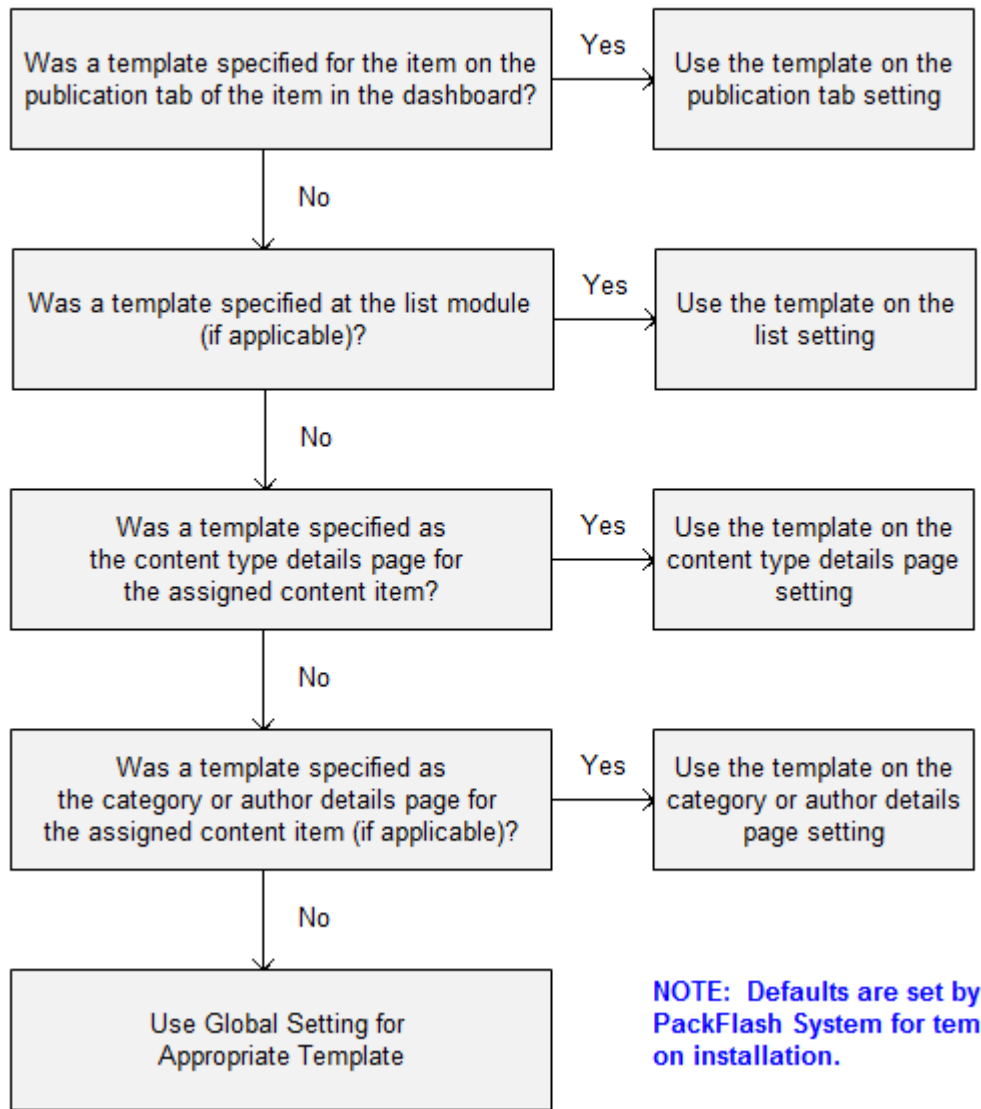 Was a template specified for the item on the
publication tab of the item in the dashboard?
Yes
Use the template on the
publication tab setting
No
Was a template specified at the list module
(if applicable)?
Yes
Use the template on the
list setting
No
Was a template specified as
the content type details page for
the assigned content item?
Yes
Use the template on the
content type details page
setting
No
Was a template specified as
the category or author details page for
the assigned content item (if applicable)?
Yes
Use the template on the
category or author details
page setting
No
Use Global Setting for
Appropriate Template
NOTE: Defaults are set by
PackFlash System for tem
on installation.